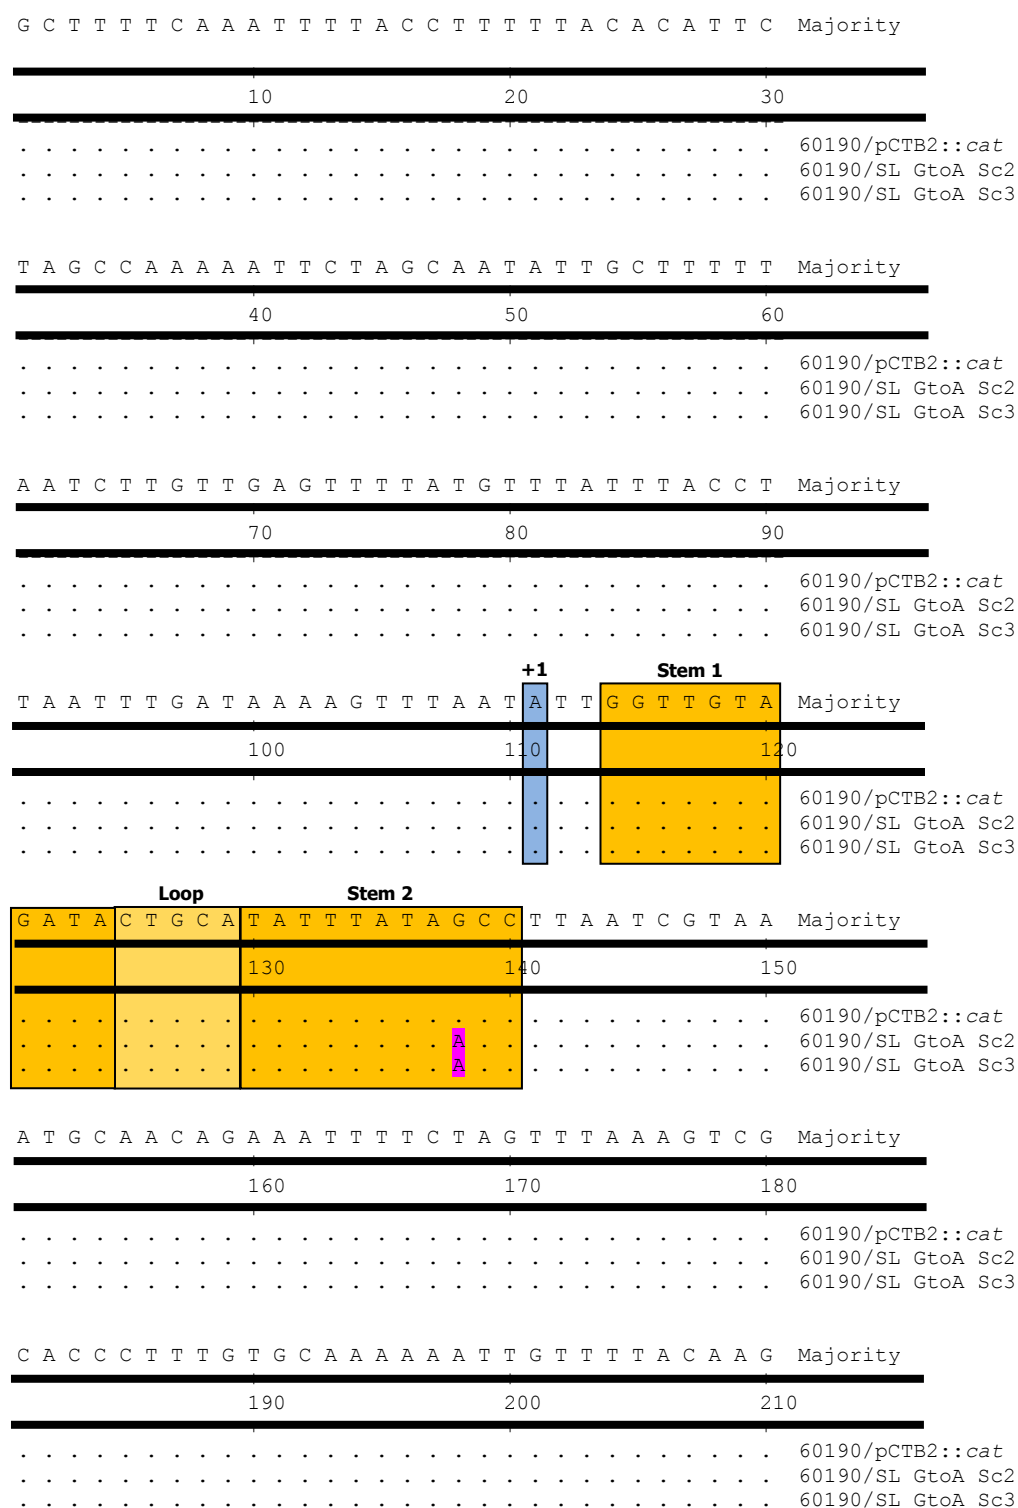 G C T T T T C A A A T T T T A C C T T T T T A C A C A T T C Majority
10 20 30
. . . . . . . . . . . . . . . . . . . . . . . . . . . . . . 60190/pCTB2::cat
. . . . . . . . . . . . . . . . . . . . . . . . . . . . . . 60190/SL GtoA Sc2
. . . . . . . . . . . . . . . . . . . . . . . . . . . . . . 60190/SL GtoA Sc3
T A G C C A A A A A T T C T A G C A A T A T T G C T T T T T Majority
40 50 60
. . . . . . . . . . . . . . . . . . . . . . . . . . . . . . 60190/pCTB2::cat
. . . . . . . . . . . . . . . . . . . . . . . . . . . . . . 60190/SL GtoA Sc2
. . . . . . . . . . . . . . . . . . . . . . . . . . . . . . 60190/SL GtoA Sc3
A A T C T T G T T G A G T T T T A T G T T T A T T T A C C T Majority
70 80 90
. . . . . . . . . . . . . . . . . . . . . . . . . . . . . . 60190/pCTB2::cat
. . . . . . . . . . . . . . . . . . . . . . . . . . . . . . 60190/SL GtoA Sc2
. . . . . . . . . . . . . . . . . . . . . . . . . . . . . . 60190/SL GtoA Sc3
+1 Stem 1
T A A T T T G A T A A A A G T T T A A T A T T G G T T G T A Majority
100 110 120
. . . . . . . . . . . . . . . . . . . . . . . . . . . . . . 60190/pCTB2::cat
. . . . . . . . . . . . . . . . . . . . . . . . . . . . . . 60190/SL GtoA Sc2
. . . . . . . . . . . . . . . . . . . . . . . . . . . . . . 60190/SL GtoA Sc3
Loop Stem 2
G A T A C T G C A T A T T T A T A G C C T T A A T C G T A A Majority
130 140 150
. . . . . . . . . . . . . . . . . . . . . . . . . . . . . . 60190/pCTB2::cat
. . . . . . . . . . . . . . . . . A . . . . . . . . . . . . 60190/SL GtoA Sc2
. . . . . . . . . . . . . . . . . A . . . . . . . . . . . . 60190/SL GtoA Sc3
A T G C A A C A G A A A T T T T C T A G T T T A A A G T C G Majority
160 170 180
. . . . . . . . . . . . . . . . . . . . . . . . . . . . . . 60190/pCTB2::cat
. . . . . . . . . . . . . . . . . . . . . . . . . . . . . . 60190/SL GtoA Sc2
. . . . . . . . . . . . . . . . . . . . . . . . . . . . . . 60190/SL GtoA Sc3
C A C C C T T T G T G C A A A A A A T T G T T T T A C A A G Majority
190 200 210
. . . . . . . . . . . . . . . . . . . . . . . . . . . . . . 60190/pCTB2::cat
. . . . . . . . . . . . . . . . . . . . . . . . . . . . . . 60190/SL GtoA Sc2
. . . . . . . . . . . . . . . . . . . . . . . . . . . . . . 60190/SL GtoA Sc3